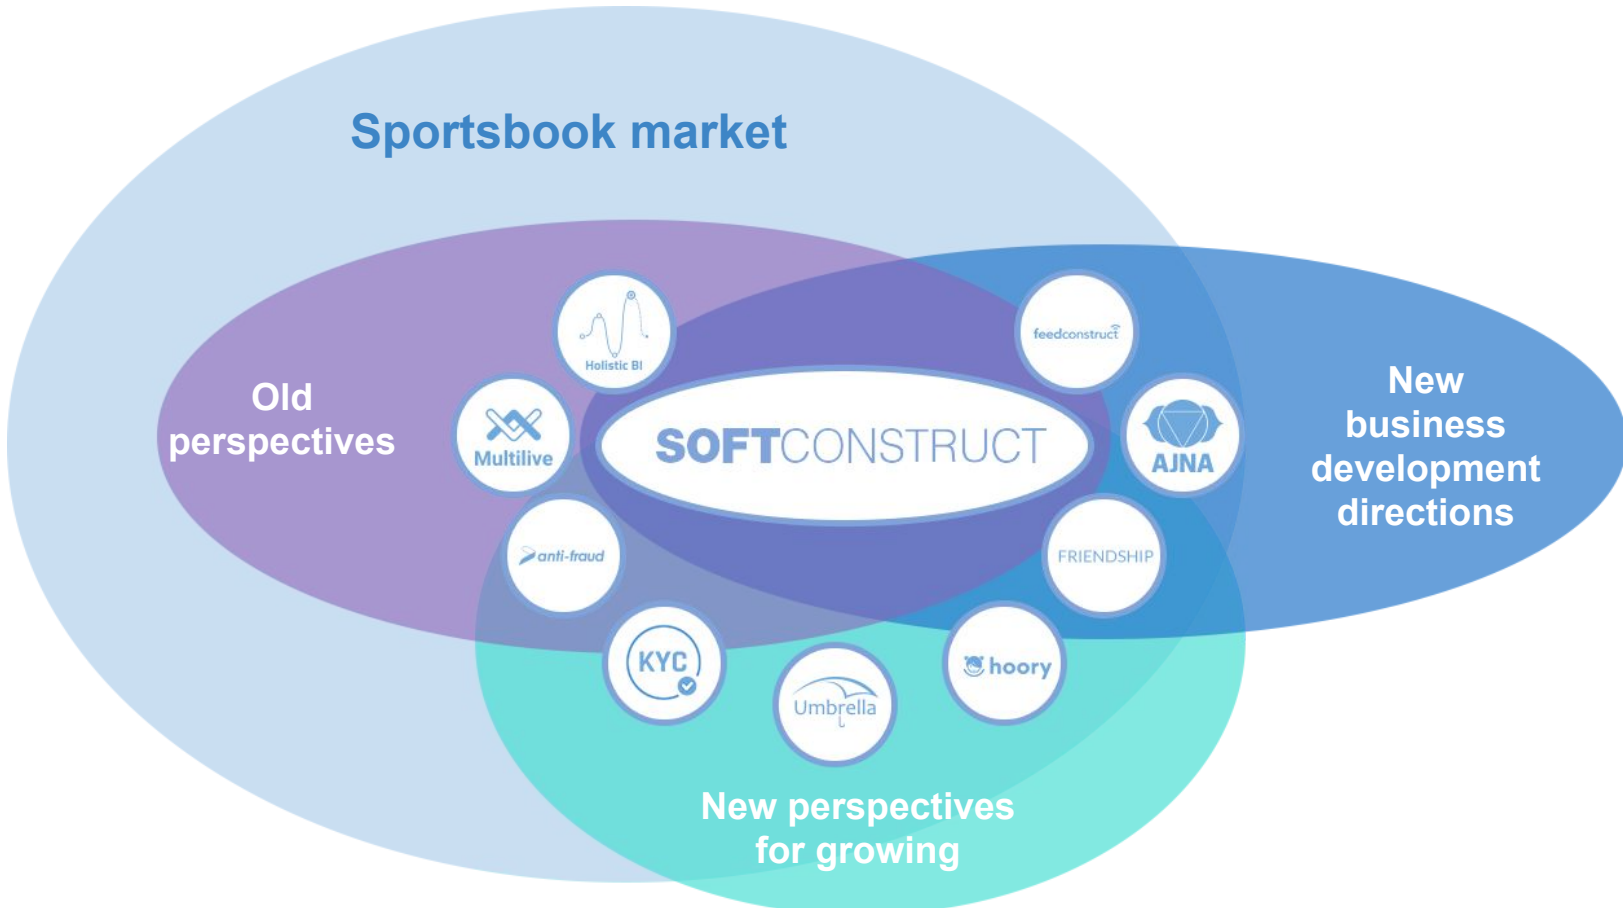 Sportsbook market
Holistic BI
feedconstruct
Old
perspectives
Multilive
SOFTCONSTRUCT
AJNA
New
business
development
directions
anti-fraud
FRIENDSHIP
KYC
Umbrella
hoory
New perspectives
for growing